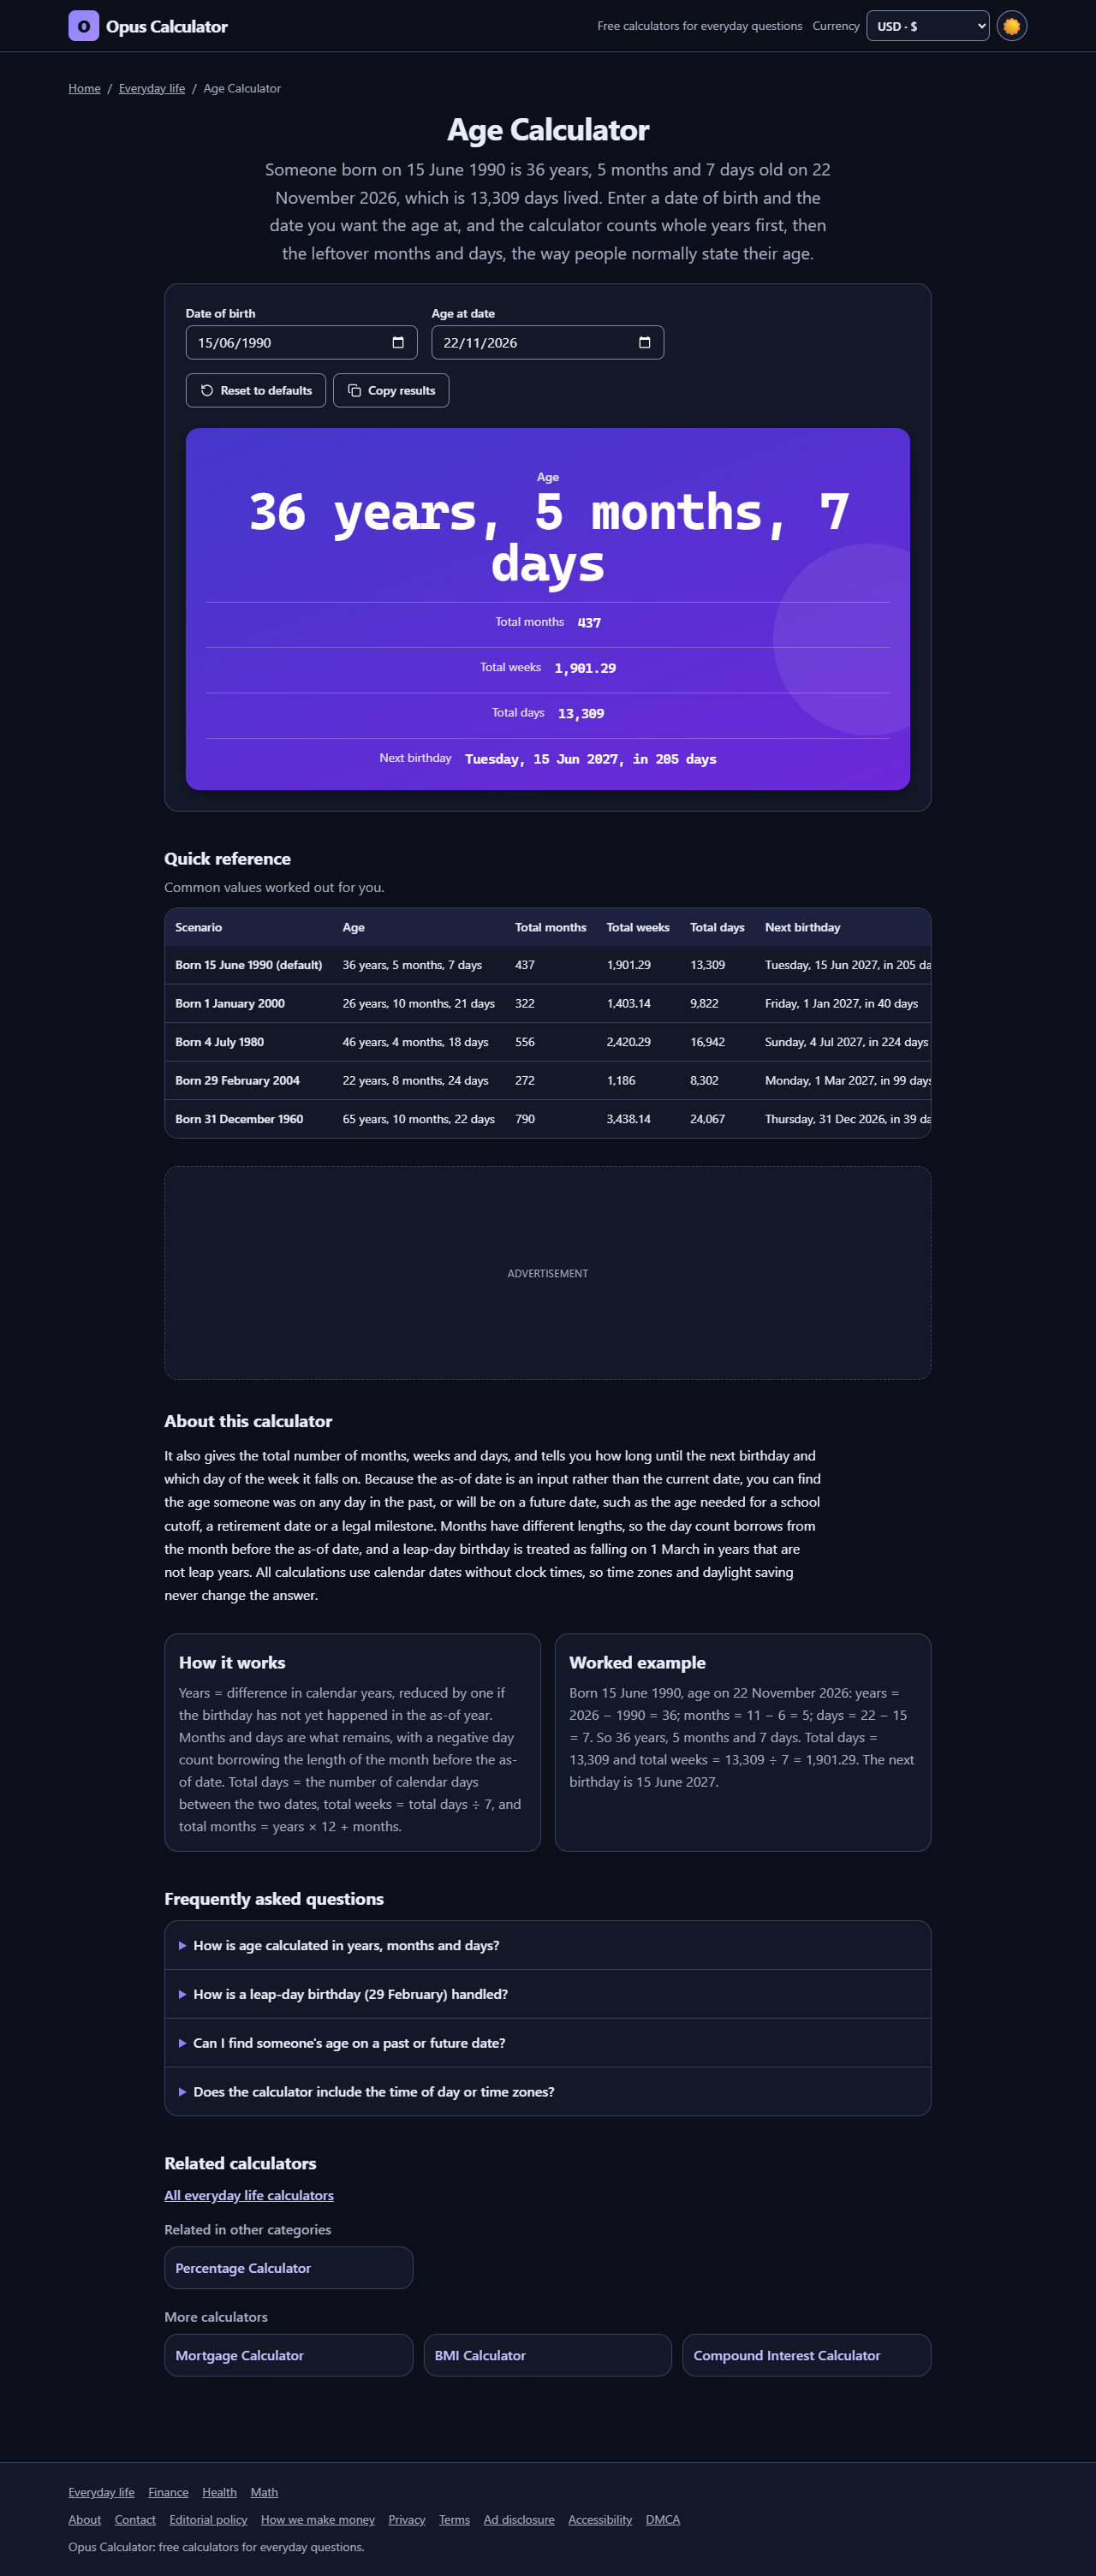 O Opus Calculator
Free calculators for everyday questions Currency USD · $
Home / Everyday life / Age Calculator
Age Calculator
Someone born on 15 June 1990 is 36 years, 5 months and 7 days old on 22
November 2026, which is 13,309 days lived. Enter a date of birth and the
date you want the age at, and the calculator counts whole years first, then
the leftover months and days, the way people normally state their age.
Date of birth Age at date
15/06/1990 22/11/2026
Reset to defaults Copy results
Age
36 years, 5 months, 7
days
Total months 437
Total weeks 1,901.29
Total days 13,309
Next birthday Tuesday, 15 Jun 2027, in 205 days
Quick reference
Common values worked out for you.
Scenario Age Total months Total weeks Total days Next birthday
Born 15 June 1990 (default) 36 years, 5 months, 7 days 437 1,901.29 13,309 Tuesday, 15 Jun 2027, in 205 da
Born 1 January 2000 26 years, 10 months, 21 days 322 1,403.14 9,822 Friday, 1 Jan 2027, in 40 days
Born 4 July 1980 46 years, 4 months, 18 days 556 2,420.29 16,942 Sunday, 4 Jul 2027, in 224 days
Born 29 February 2004 22 years, 8 months, 24 days 272 1,186 8,302 Monday, 1 Mar 2027, in 99 days
Born 31 December 1960 65 years, 10 months, 22 days 790 3,438.14 24,067 Thursday, 31 Dec 2026, in 39 da
ADVERTISEMENT
About this calculator
It also gives the total number of months, weeks and days, and tells you how long until the next birthday and
which day of the week it falls on. Because the as-of date is an input rather than the current date, you can find
the age someone was on any day in the past, or will be on a future date, such as the age needed for a school
cutoff, a retirement date or a legal milestone. Months have different lengths, so the day count borrows from
the month before the as-of date, and a leap-day birthday is treated as falling on 1 March in years that are
not leap years. All calculations use calendar dates without clock times, so time zones and daylight saving
never change the answer.
How it works
Years = difference in calendar years, reduced by one if
the birthday has not yet happened in the as-of year.
Months and days are what remains, with a negative day
count borrowing the length of the month before the as-
of date. Total days = the number of calendar days
between the two dates, total weeks = total days ÷ 7, and
total months = years × 12 + months.
Worked example
Born 15 June 1990, age on 22 November 2026: years =
2026 − 1990 = 36; months = 11 − 6 = 5; days = 22 − 15
= 7. So 36 years, 5 months and 7 days. Total days =
13,309 and total weeks = 13,309 ÷ 7 = 1,901.29. The next
birthday is 15 June 2027.
Frequently asked questions
How is age calculated in years, months and days?
How is a leap-day birthday (29 February) handled?
Can I find someone's age on a past or future date?
Does the calculator include the time of day or time zones?
Related calculators
All everyday life calculators
Related in other categories
Percentage Calculator
More calculators
Mortgage Calculator BMI Calculator Compound Interest Calculator
Everyday life Finance Health Math
About Contact Editorial policy How we make money Privacy Terms Ad disclosure Accessibility DMCA
Opus Calculator: free calculators for everyday questions.